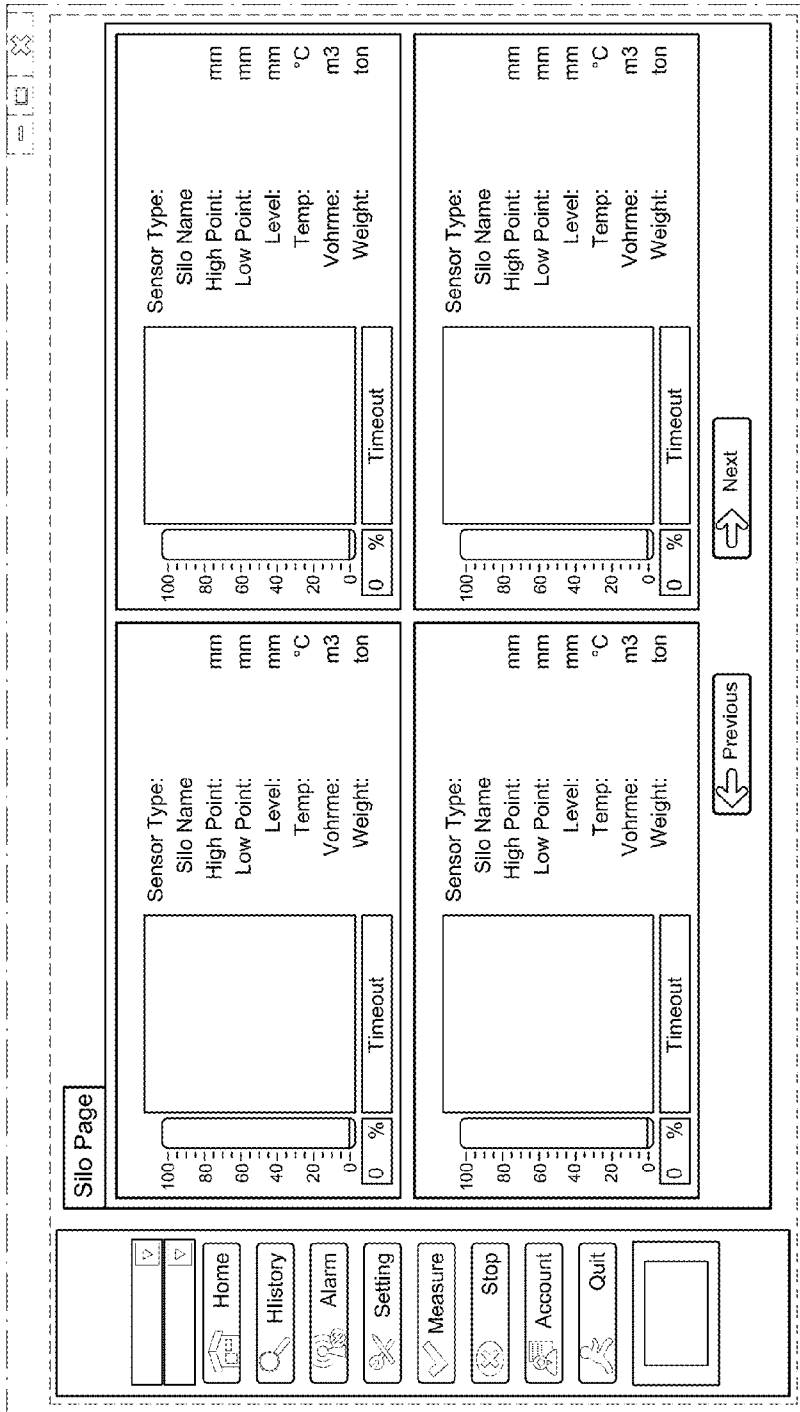 Home
HIistory
Alarm
Setting
Measure
Stop
Account
Quit
Silo Page
100
80
60
40
20
0
0 %
Timeout
Sensor Type:
Silo Name
High Point: mm
Low Point: mm
Level: mm
Temp: °C
Vohrme: m3
Weight: ton
100
80
60
40
20
0
0 %
Timeout
Sensor Type:
Silo Name
High Point: mm
Low Point: mm
Level: mm
Temp: °C
Vohrme: m3
Weight: ton
100
80
60
40
20
0
0 %
Timeout
Sensor Type:
Silo Name
High Point: mm
Low Point: mm
Level: mm
Temp: °C
Vohrme: m3
Weight: ton
100
80
60
40
20
0
0 %
Timeout
Sensor Type:
Silo Name
High Point: mm
Low Point: mm
Level: mm
Temp: °C
Vohrme: m3
Weight: ton
Previous
Next